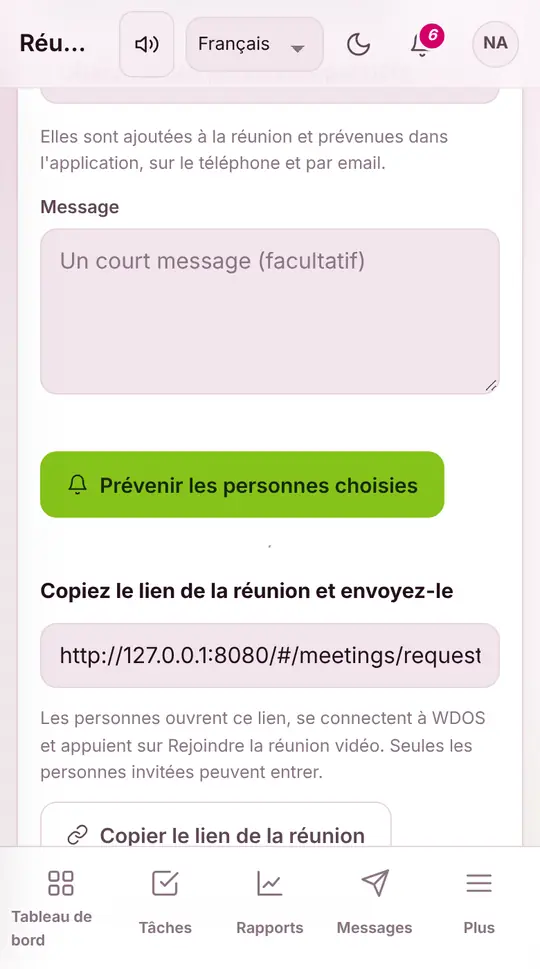 Réu...
Français
6
NA
Elles sont ajoutées à la réunion et prévenues dans
l'application, sur le téléphone et par email.
Message
Un court message (facultatif)
Prévenir les personnes choisies
Copiez le lien de la réunion et envoyez-le
http://127.0.0.1:8080/#/meetings/request
Les personnes ouvrent ce lien, se connectent à WDOS
et appuient sur Rejoindre la réunion vidéo. Seules les
personnes invitées peuvent entrer.
Copier le lien de la réunion
Tableau de
bord
Tâches
Rapports
Messages
Plus